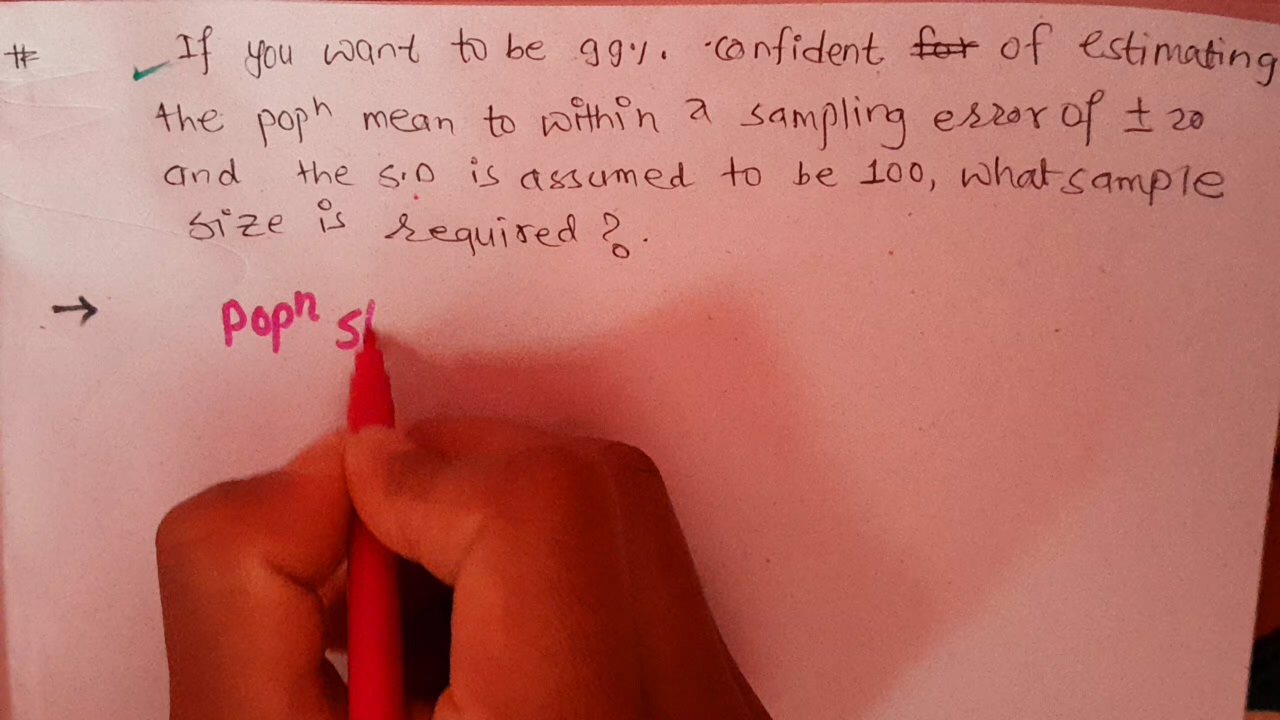 # If you want to be 99%. confident for of estimating
the popⁿ mean to within a sampling error of ± 20
and the S.D is assumed to be 100, what sample
size is required ?.
→ popⁿ